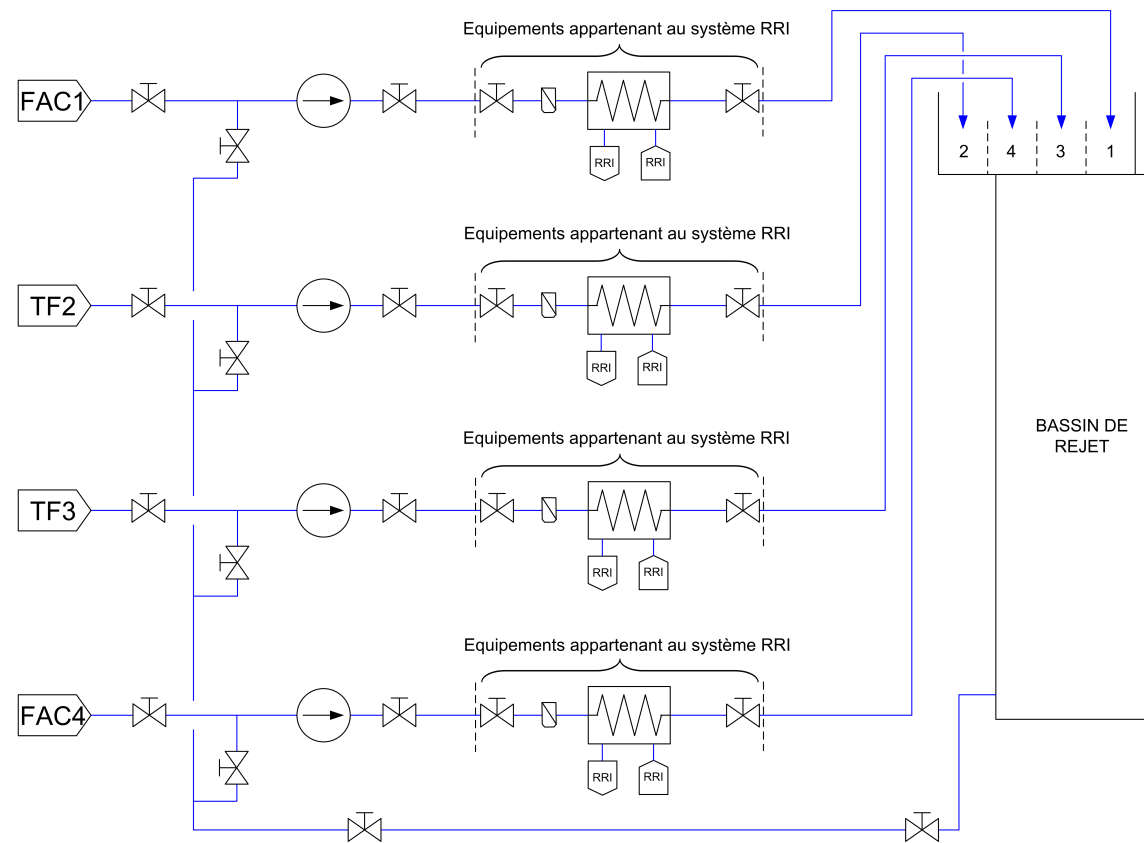 Equipements appartenant au système RRI
FAC1
RRI
RRI
2
4
3
1
Equipements appartenant au système RRI
TF2
RRI
RRI
BASSIN DE
REJET
Equipements appartenant au système RRI
TF3
RRI
RRI
Equipements appartenant au système RRI
FAC4
RRI
RRI